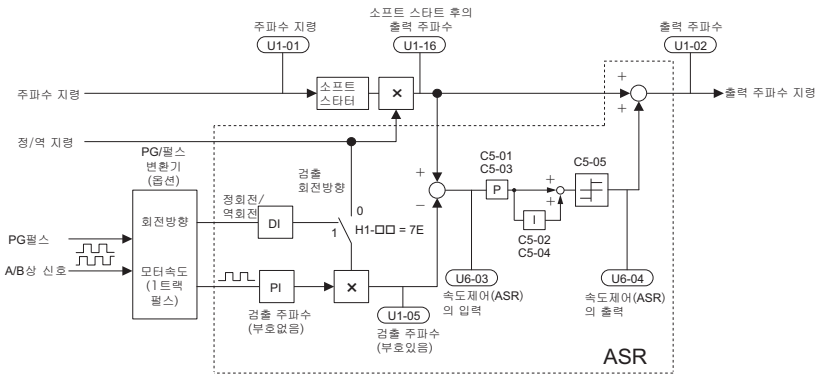 주파수 지령
U1-01
소프트 스타트 후의
출력 주파수
U1-16
출력 주파수
U1-02
주파수 지령
소프트
스타터
×
+
+
출력 주파수 지령
정/역 지령
PG/펄스
변환기
(옵션)
검출
회전방향
C5-01
C5-03
C5-05
+
−
P
+
+
I
C5-02
C5-04
회전방향
정회전/
역회전
DI
0
1
H1-□□ = 7E
PG펄스
A/B상 신호
모터속도
(1트랙
펄스)
PI
×
검출 주파수
(부호없음)
U1-05
검출 주파수
(부호있음)
U6-03
속도제어(ASR)
의 입력
U6-04
속도제어(ASR)
의 출력
ASR